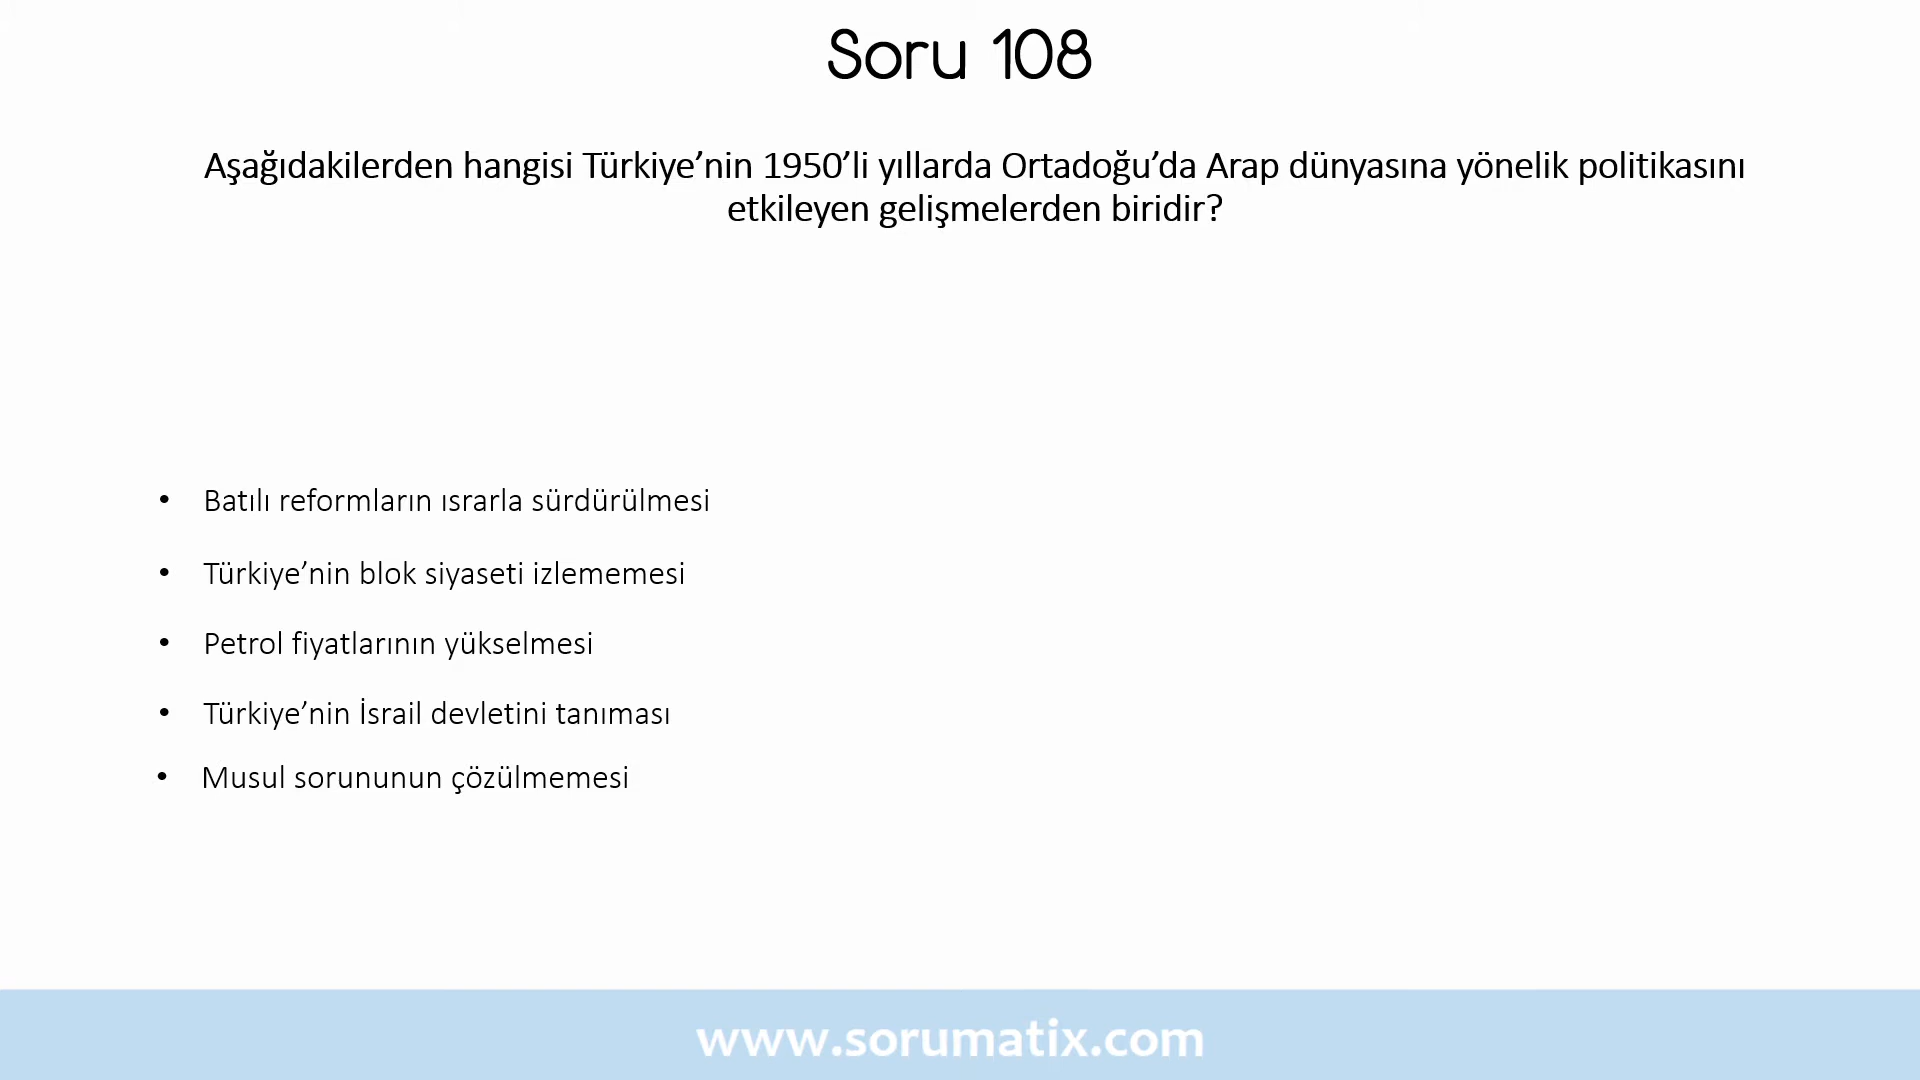 Soru 108
Aşağıdakilerden hangisi Türkiye’nin 1950’li yıllarda Ortadoğu’da Arap dünyasına yönelik politikasını
etkileyen gelişmelerden biridir?
• Batılı reformların ısrarla sürdürülmesi
• Türkiye’nin blok siyaseti izlememesi
• Petrol fiyatlarının yükselmesi
• Türkiye’nin İsrail devletini tanıması
• Musul sorununun çözülmemesi
www.sorumatix.com